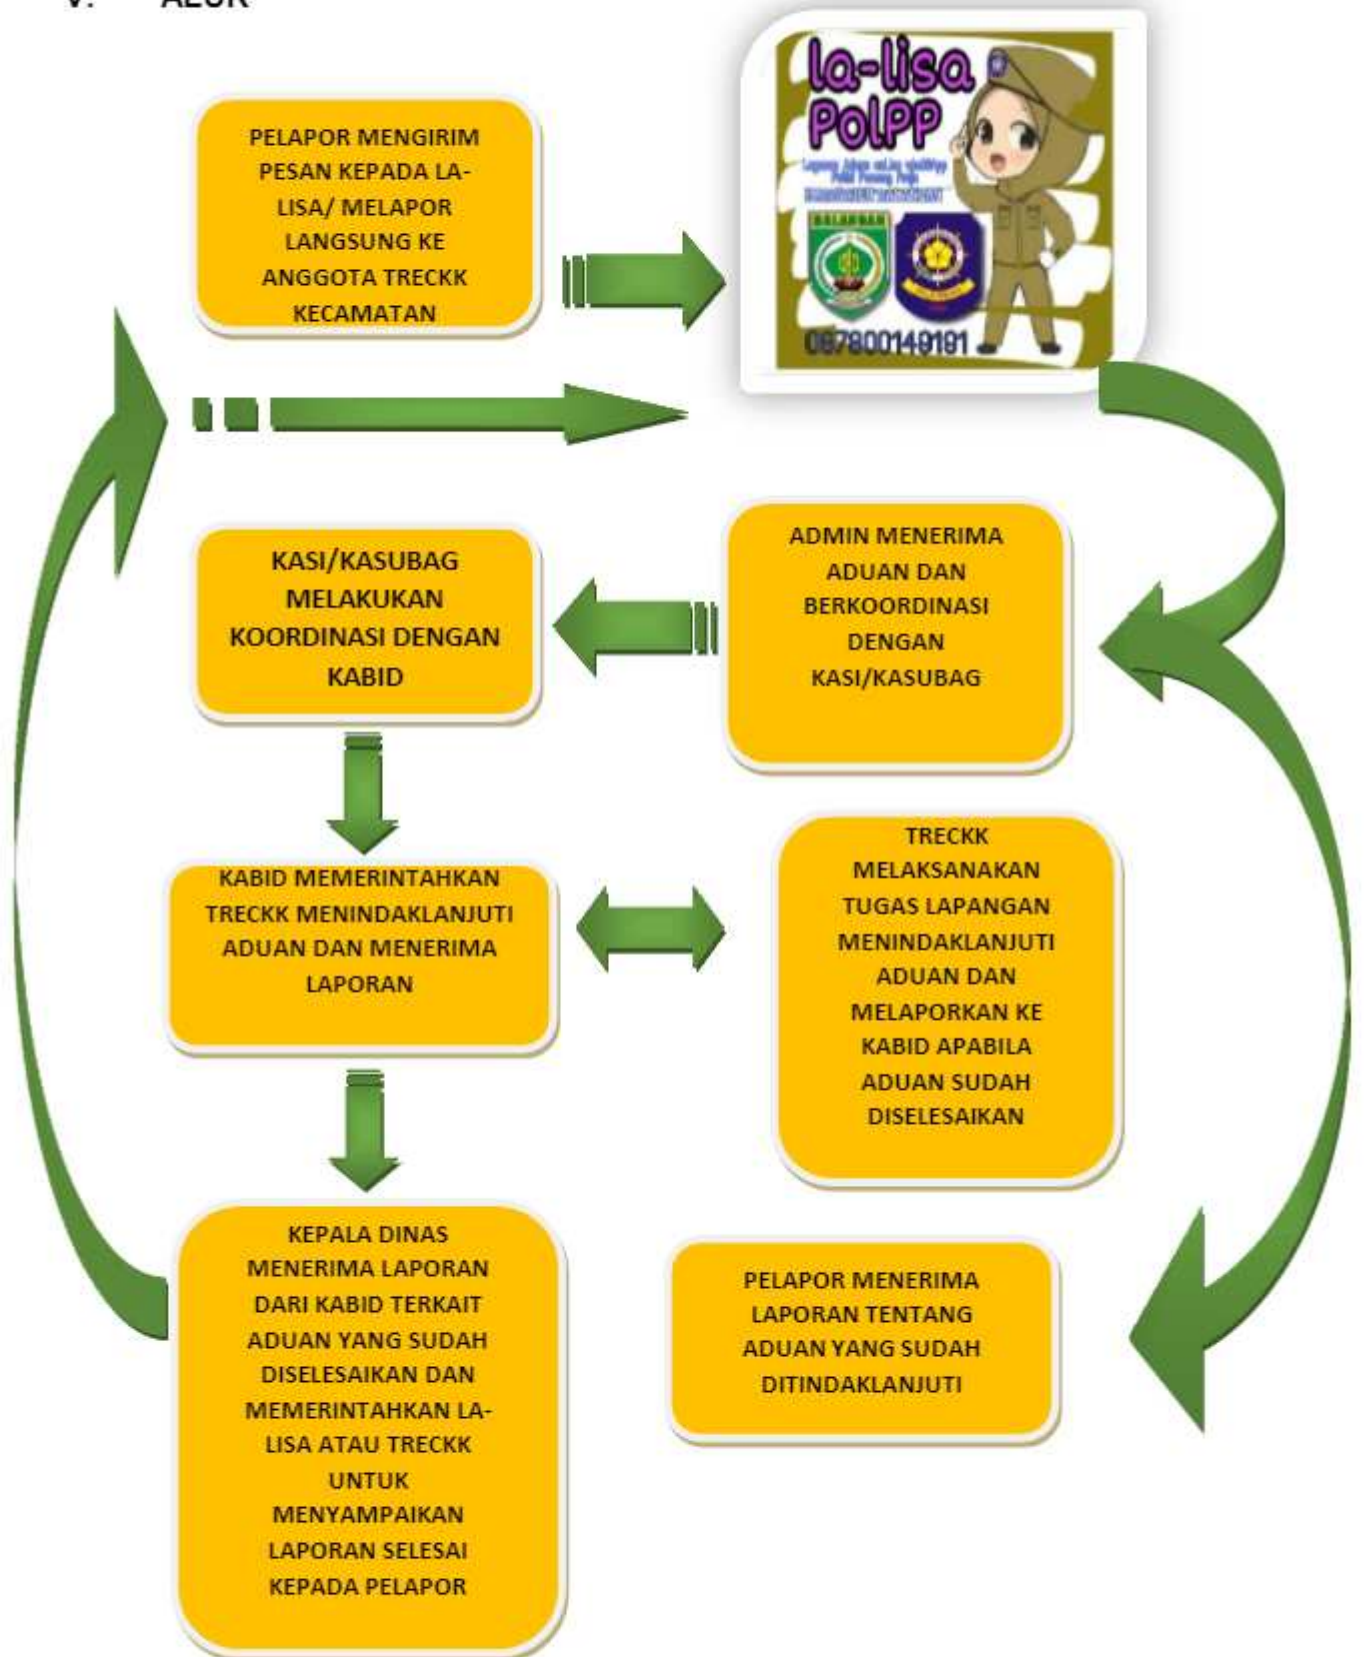 V. ALUR
PELAPOR MENGIRIM
PESAN KEPADA LA-
LISA/ MELAPOR
LANGSUNG KE
ANGGOTA TRECKK
KECAMATAN
la-lisa
PolPP
BALANGAN
087800149191
ADMIN MENERIMA
ADUAN DAN
BERKOORDINASI
DENGAN
KASI/KASUBAG
KASI/KASUBAG
MELAKUKAN
KOORDINASI DENGAN
KABID
KABID MEMERINTAHKAN
TRECKK MENINDAKLANJUTI
ADUAN DAN MENERIMA
LAPORAN
TRECKK
MELAKSANAKAN
TUGAS LAPANGAN
MENINDAKLANJUTI
ADUAN DAN
MELAPORKAN KE
KABID APABILA
ADUAN SUDAH
DISELESAIKAN
KEPALA DINAS
MENERIMA LAPORAN
DARI KABID TERKAIT
ADUAN YANG SUDAH
DISELESAIKAN DAN
MEMERINTAHKAN LA-
LISA ATAU TRECKK
UNTUK
MENYAMPAIKAN
LAPORAN SELESAI
KEPADA PELAPOR
PELAPOR MENERIMA
LAPORAN TENTANG
ADUAN YANG SUDAH
DITINDAKLANJUTI